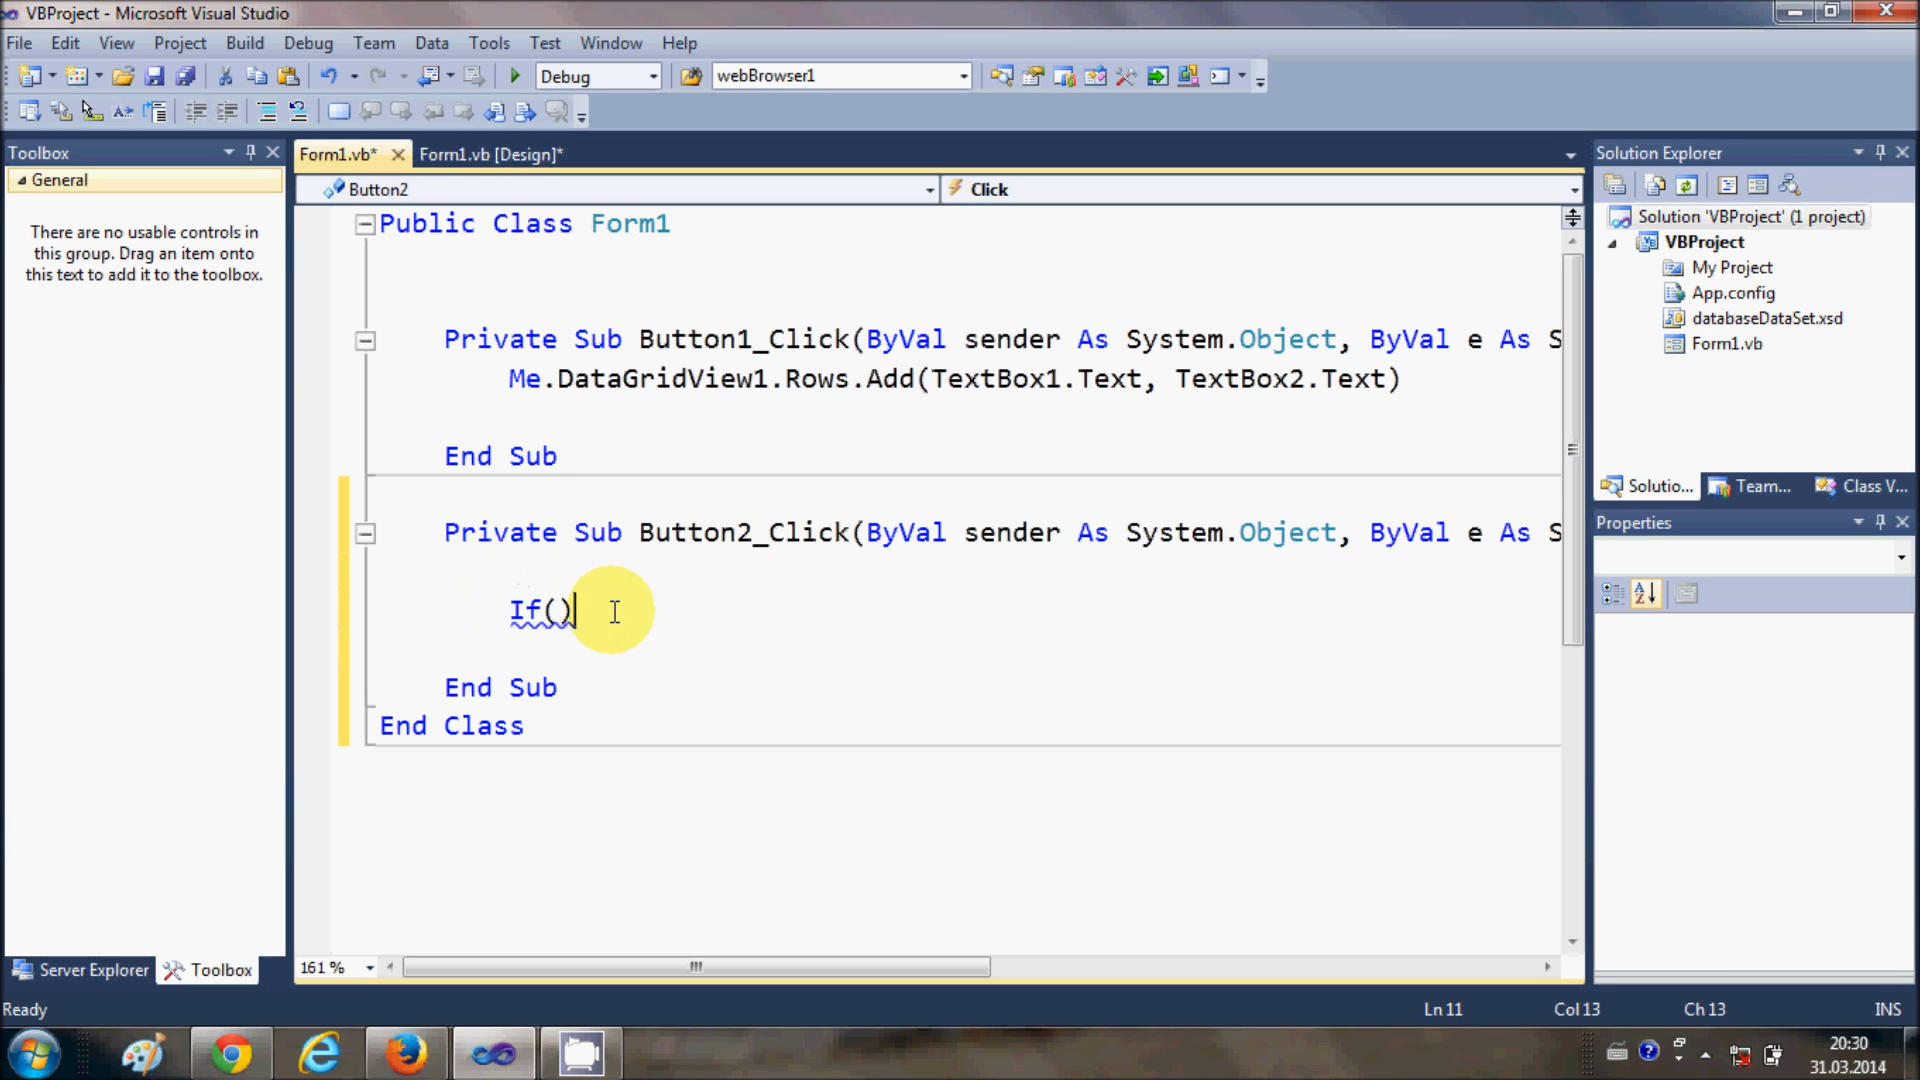 VBProject - Microsoft Visual Studio
File Edit View Project Build Debug Team Data Tools Test Window Help
Debug webBrowser1
Toolbox
General
There are no usable controls in
this group. Drag an item onto
this text to add it to the toolbox.
Server Explorer Toolbox
Form1.vb* Form1.vb [Design]*
Button2 Click
Public Class Form1
Private Sub Button1_Click(ByVal sender As System.Object, ByVal e As S
Me.DataGridView1.Rows.Add(TextBox1.Text, TextBox2.Text)
End Sub
Private Sub Button2_Click(ByVal sender As System.Object, ByVal e As S
If()
End Sub
End Class
161 %
Solution Explorer
Solution 'VBProject' (1 project)
VBProject
My Project
App.config
databaseDataSet.xsd
Form1.vb
Solutio... Team... Class V...
Properties
Ready Ln 11 Col 13 Ch 13 INS
20:30
31.03.2014